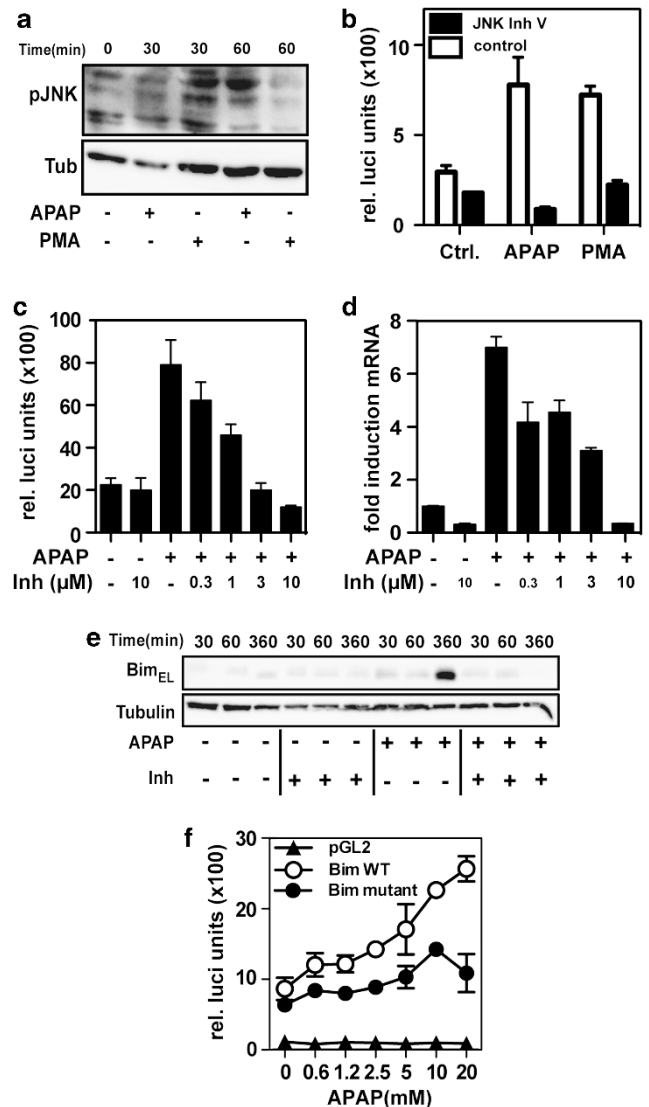 a
Time(min) 0 30 30 60 60
pJNK
Tub
APAP - + - + -
PMA - - + - +
b
JNK Inh V
control
rel. luci units (x100)
10
5
0
Ctrl. APAP PMA
c
rel. luci units (x100)
100
80
60
40
20
0
APAP - - + + + + +
Inh (µM) - 10 - 0.3 1 3 10
d
fold induction mRNA
8
6
4
2
0
APAP - - + + + + +
Inh (µM) - 10 - 0.3 1 3 10
e
Time(min) 30 60 360 30 60 360 30 60 360 30 60 360
BimEL
Tubulin
APAP - - - - - - + + + + + +
Inh - - - + + + - - - + + +
f
pGL2
Bim WT
Bim mutant
rel. luci units (x100)
30
20
10
0
0 0.6 1.2 2.5 5 10 20
APAP(mM)